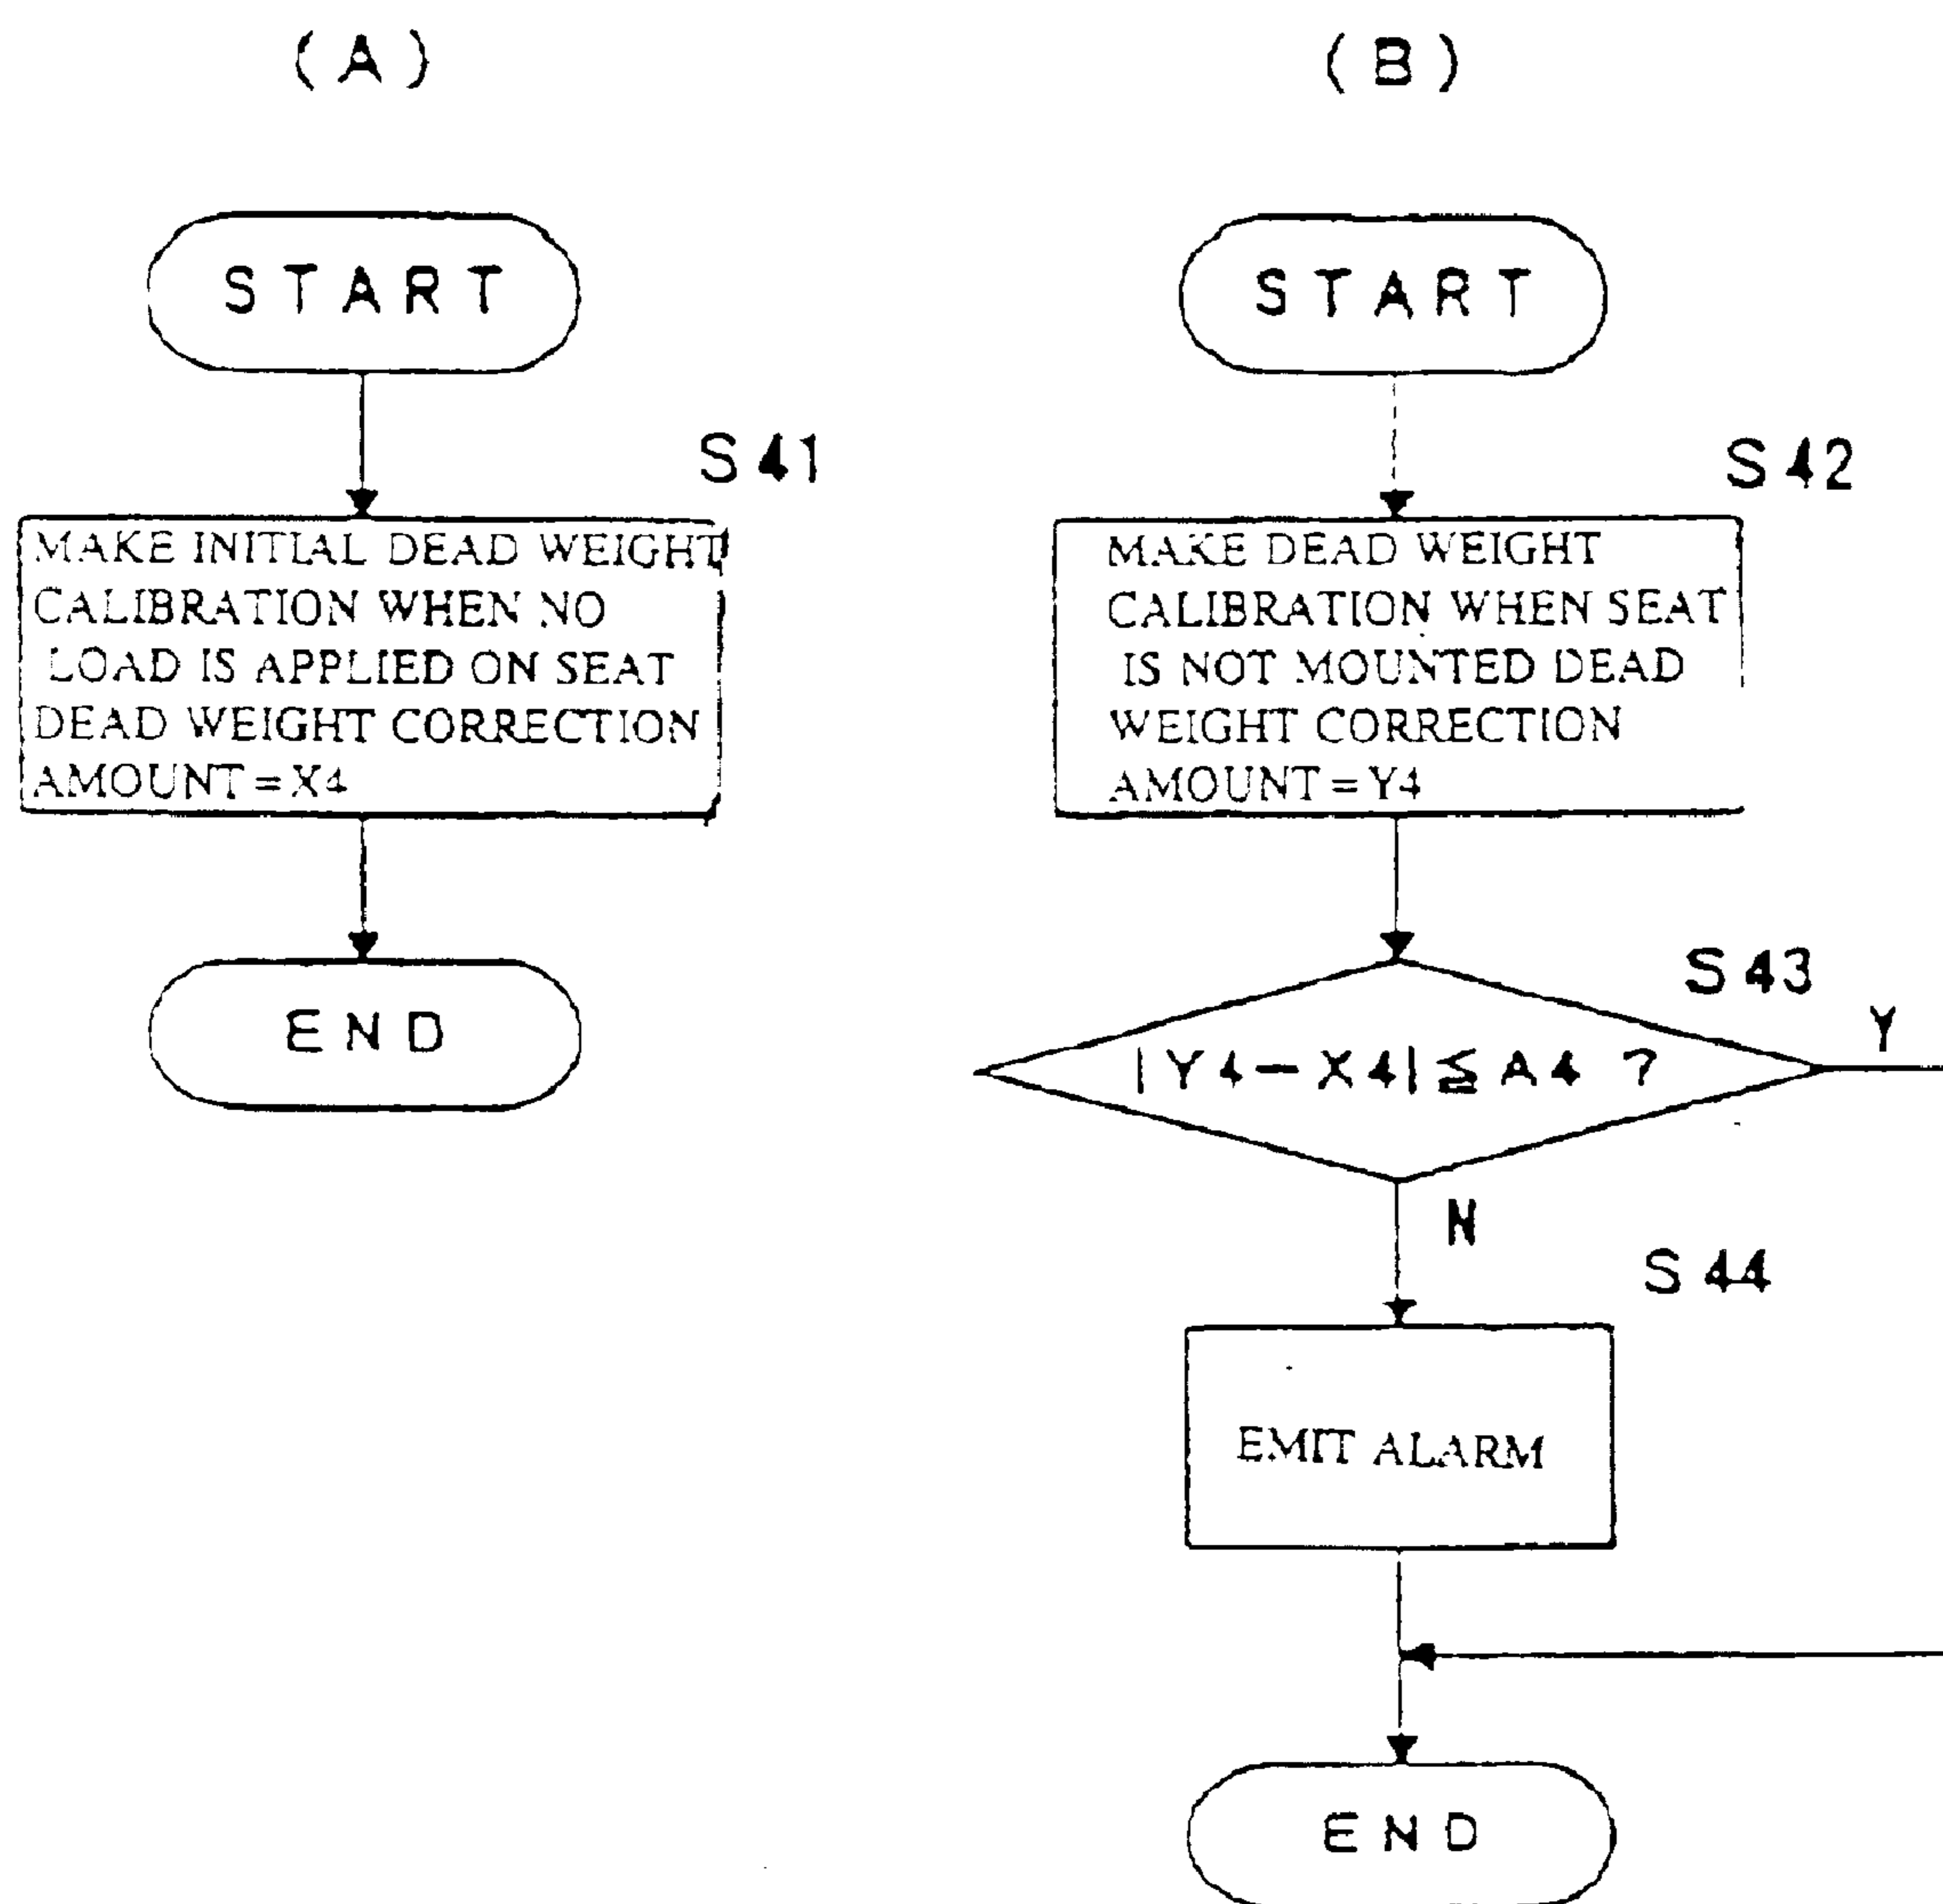 (A)
START
S41
MAKE INITIAL DEAD WEIGHT
CALIBRATION WHEN NO
LOAD IS APPLIED ON SEAT
DEAD WEIGHT CORRECTION
AMOUNT=X4
END
(B)
START
S42
MAKE DEAD WEIGHT
CALIBRATION WHEN SEAT
IS NOT MOUNTED DEAD
WEIGHT CORRECTION
AMOUNT=Y4
S43
|Y4-X4|≦A4 ?
Y
N
S44
EMIT ALARM
END